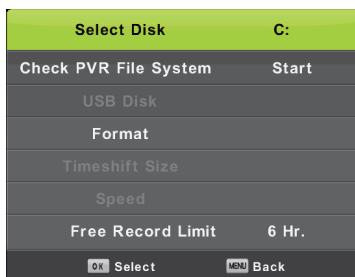 Select Disk C:
Check PVR File System Start
USB Disk
Format
Timeshift Size
Speed
Free Record Limit 6 Hr.
OK Select MENU Back